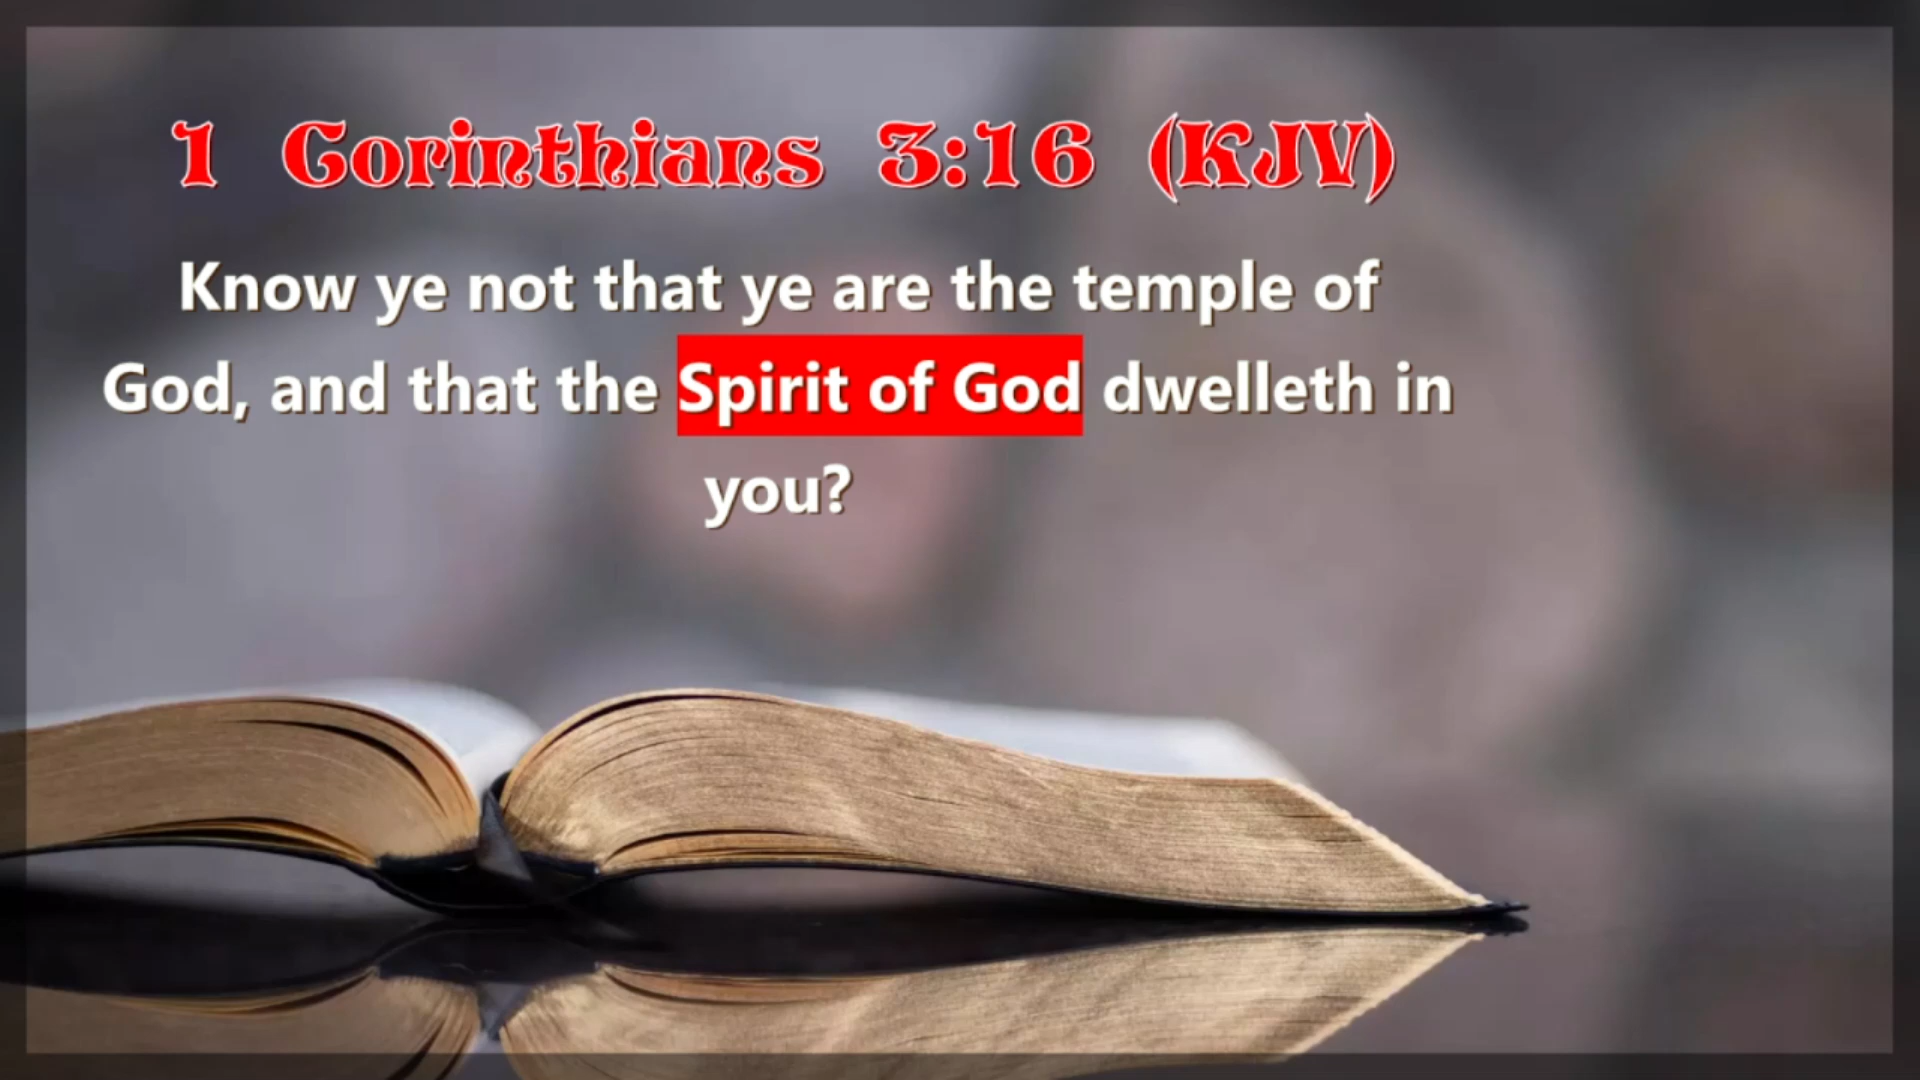 1 Corinthians 3:16 (KJV)
Know ye not that ye are the temple of
God, and that the Spirit of God dwelleth in
you?